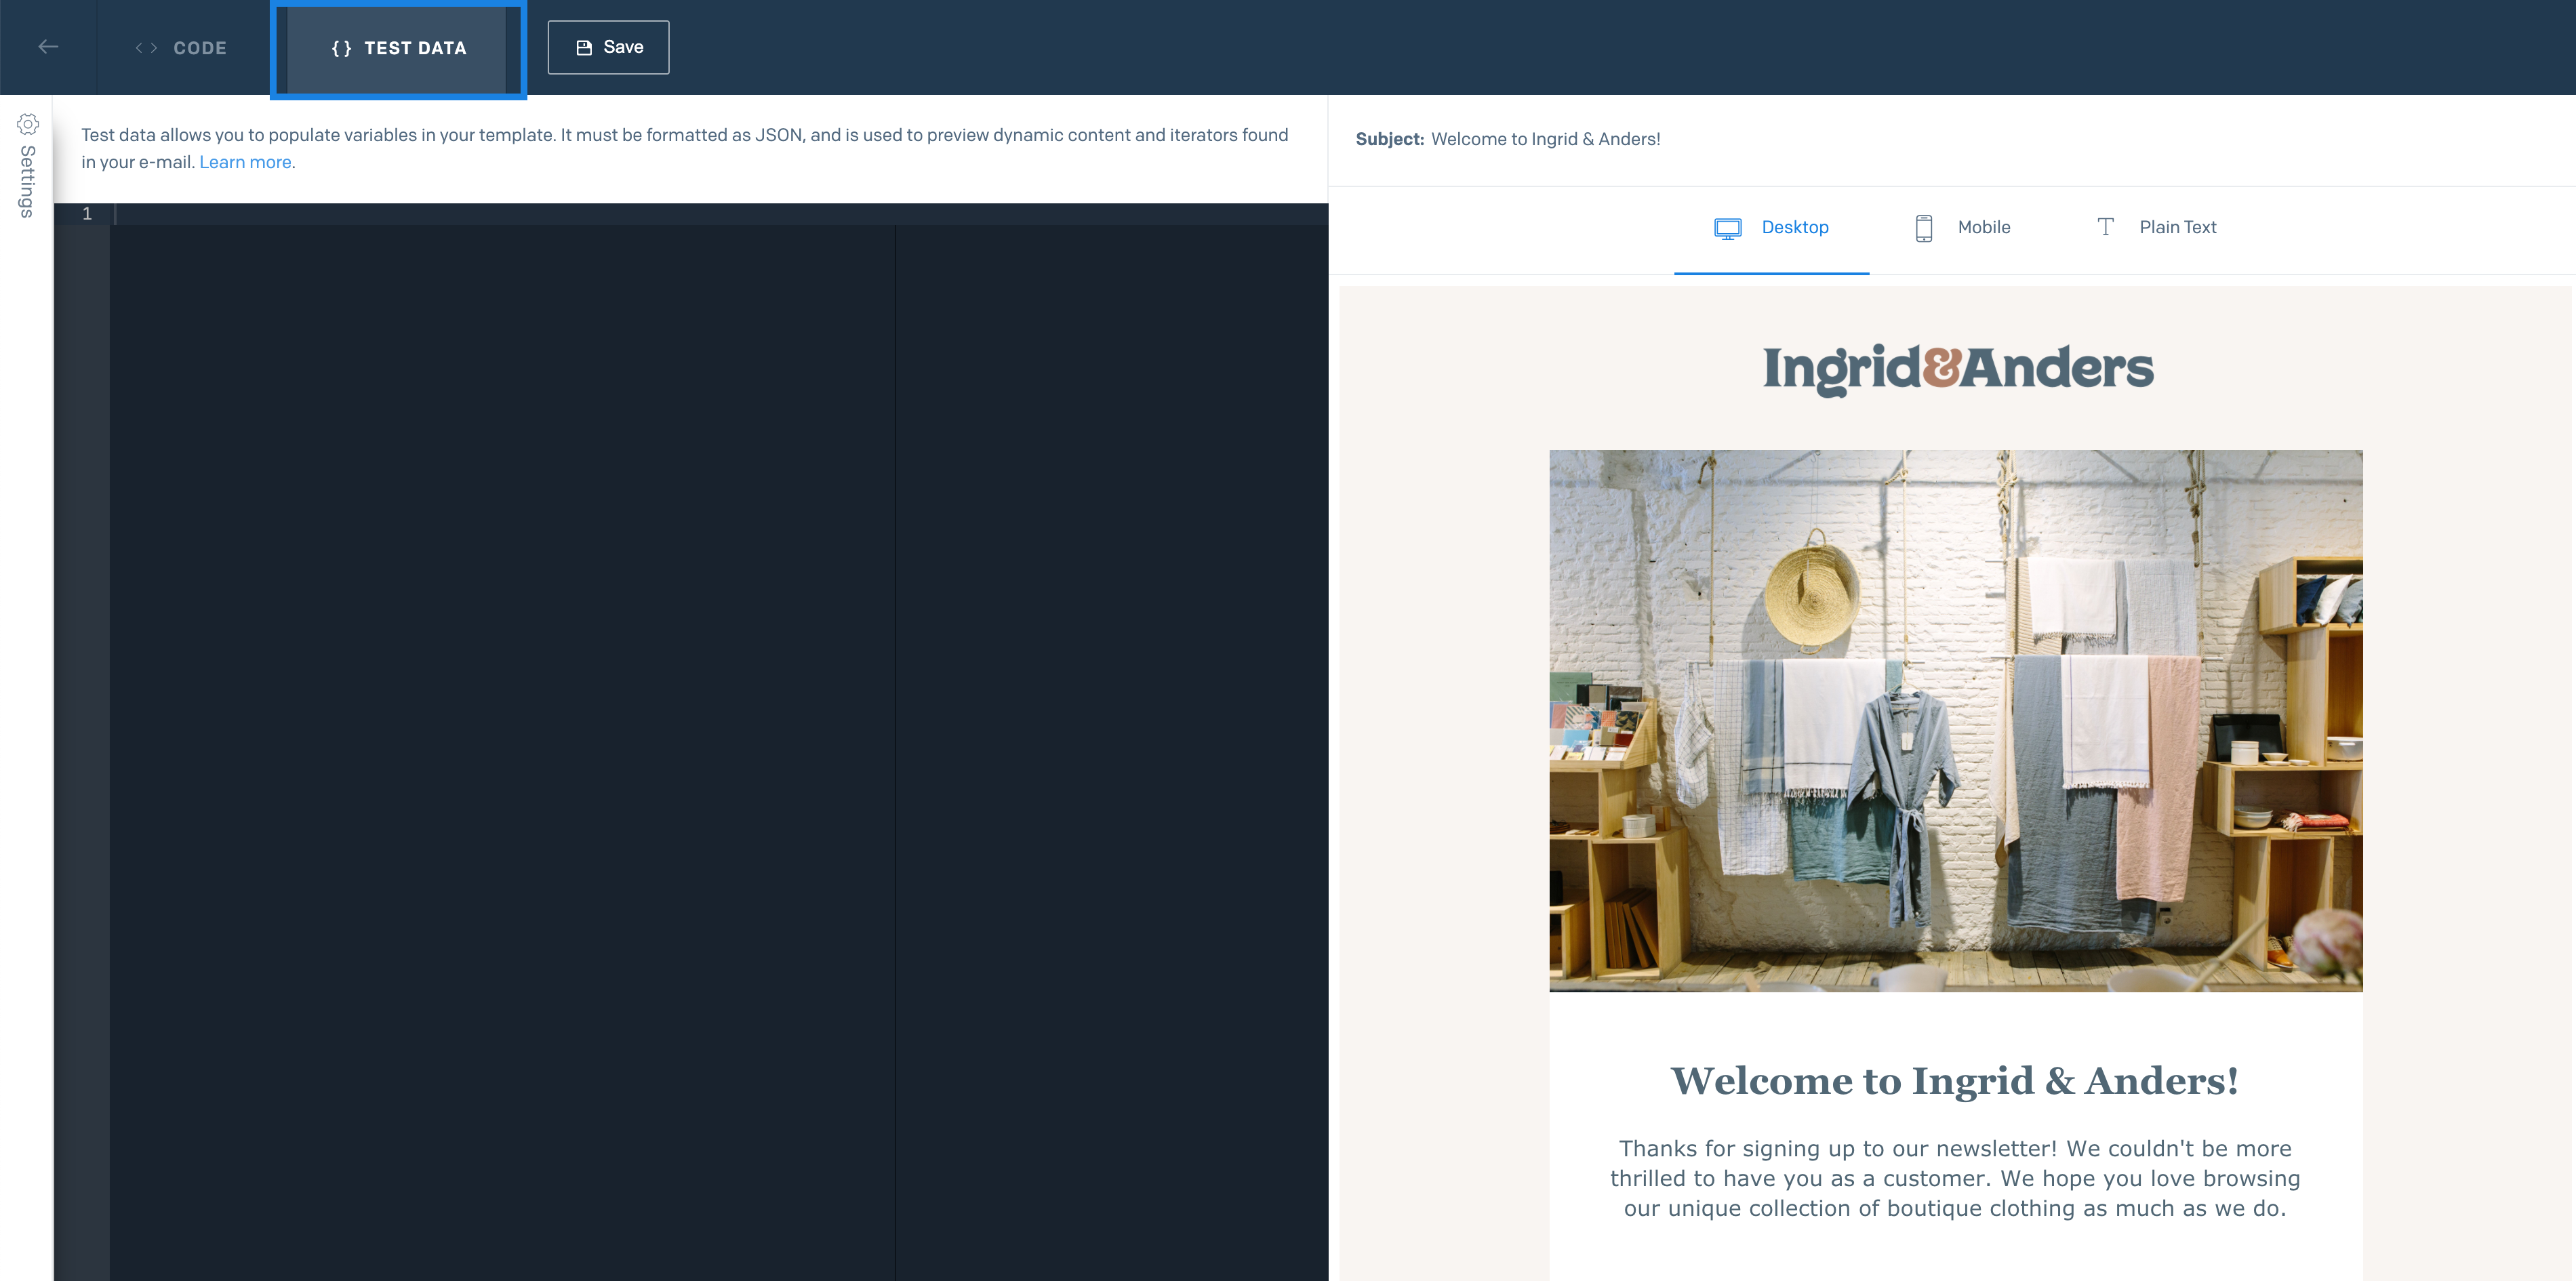 CODE
{ } TEST DATA
Save
Settings
Test data allows you to populate variables in your template. It must be formatted as JSON, and is used to preview dynamic content and iterators found
in your e-mail. Learn more.
1
Subject: Welcome to Ingrid & Anders!
Desktop
Mobile
Plain Text
Ingrid&Anders
Welcome to Ingrid & Anders!
Thanks for signing up to our newsletter! We couldn't be more
thrilled to have you as a customer. We hope you love browsing
our unique collection of boutique clothing as much as we do.